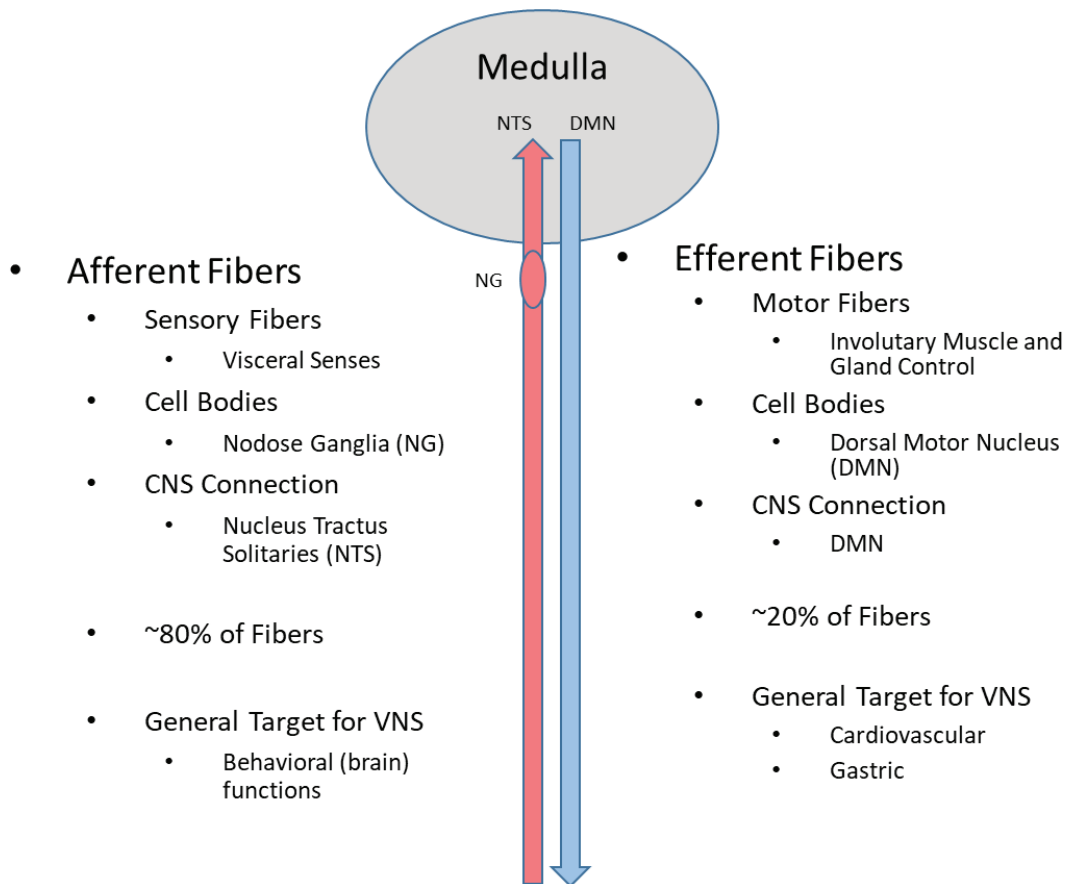 Medulla
NTS DMN
NG
• Afferent Fibers
• Sensory Fibers
• Visceral Senses
• Cell Bodies
• Nodose Ganglia (NG)
• CNS Connection
• Nucleus Tractus
Solitaries (NTS)
• ~80% of Fibers
• General Target for VNS
• Behavioral (brain)
functions
• Efferent Fibers
• Motor Fibers
• Involutary Muscle and
Gland Control
• Cell Bodies
• Dorsal Motor Nucleus
(DMN)
• CNS Connection
• DMN
• ~20% of Fibers
• General Target for VNS
• Cardiovascular
• Gastric